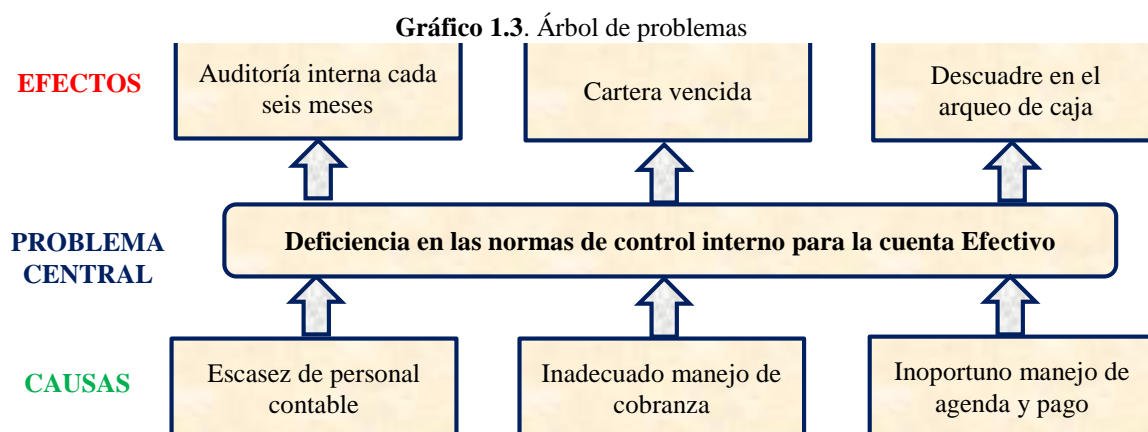 Gráfico 1.3. Árbol de problemas
EFECTOS
Auditoría interna cada
seis meses
Cartera vencida
Descuadre en el
arqueo de caja
PROBLEMA
CENTRAL
Deficiencia en las normas de control interno para la cuenta Efectivo
CAUSAS
Escasez de personal
contable
Inadecuado manejo de
cobranza
Inoportuno manejo de
agenda y pago